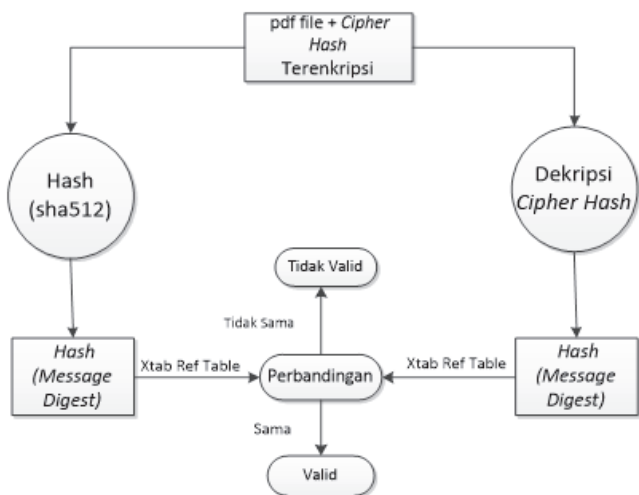 pdf file + Cipher
Hash
Terenkripsi
Hash
(sha512)
Dekripsi
Cipher Hash
Tidak Valid
Tidak Sama
Hash
(Message
Digest)
Xtab Ref Table
Perbandingan
Xtab Ref Table
Hash
(Message
Digest)
Sama
Valid